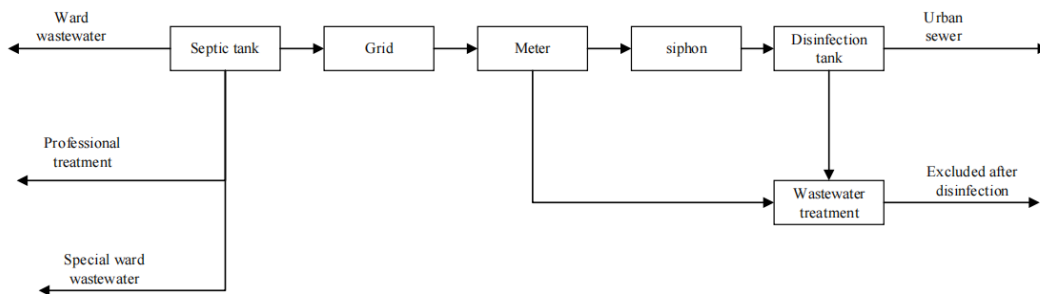 Ward
wastewater
Septic tank
Grid
Meter
siphon
Disinfection
tank
Urban
sewer
Professional
treatment
Wastewater
treatment
Excluded after
disinfection
Special ward
wastewater